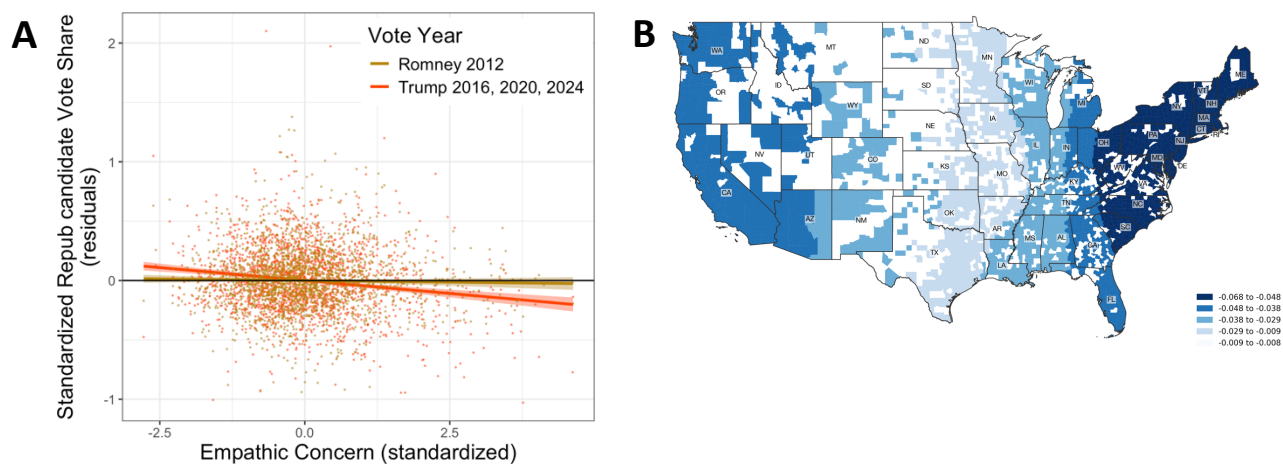 A
Standardized Repub candidate Vote Share
(residuals)
2
1
0
-1
-2.5
0.0
2.5
Empathic Concern (standardized)
Vote Year
Romney 2012
Trump 2016, 2020, 2024
B
WA
MT
ND
MN
ME
OR
ID
SD
WI
MI
NY
VT
NH
MA
CT
RI
WY
NE
IA
PA
NJ
NV
UT
CO
IL
IN
OH
MD
DE
CA
KS
MO
KY
WV
VA
AZ
NM
OK
AR
TN
NC
SC
TX
LA
MS
AL
GA
FL
-0.068 to -0.048
-0.048 to -0.038
-0.038 to -0.029
-0.029 to -0.009
-0.009 to -0.008